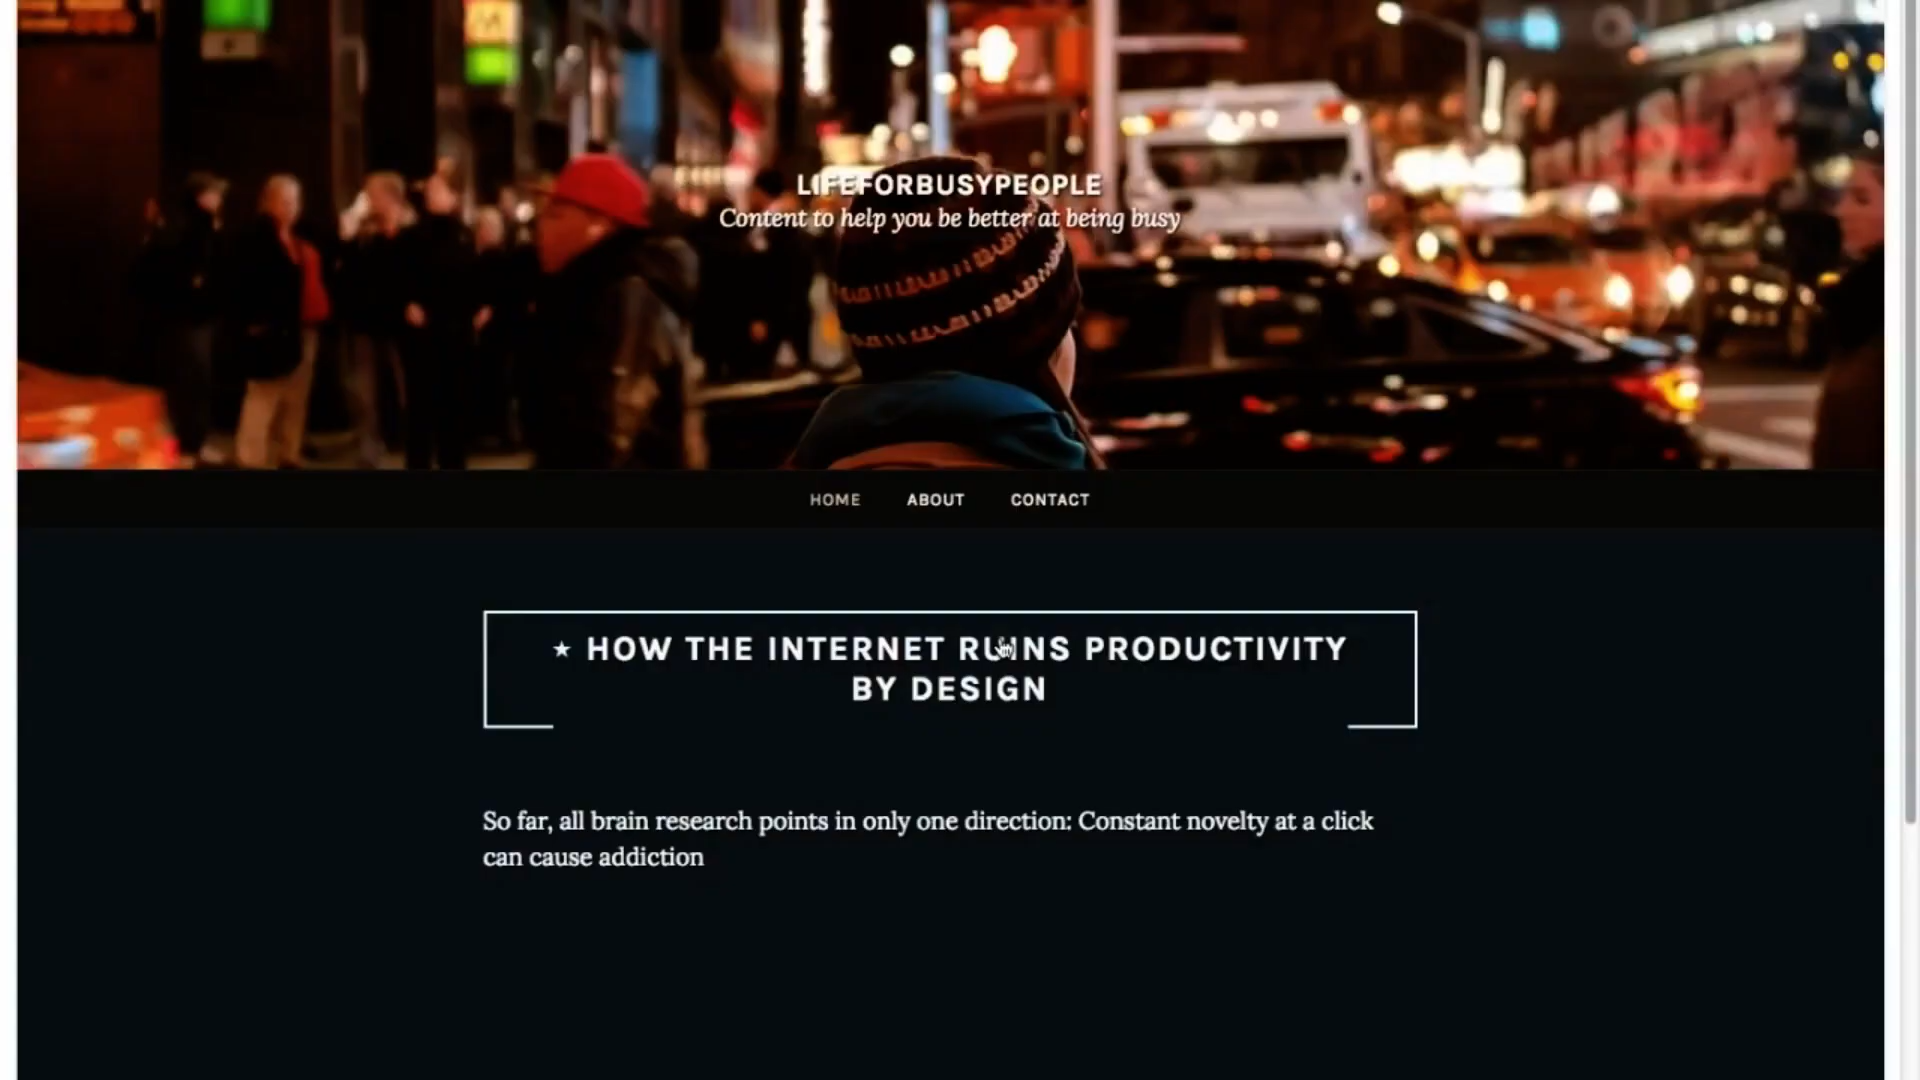 LIFEFORBUSYPEOPLE
Content to help you be better at being busy
HOME ABOUT CONTACT
★ HOW THE INTERNET RUINS PRODUCTIVITY
BY DESIGN
So far, all brain research points in only one direction: Constant novelty at a click
can cause addiction